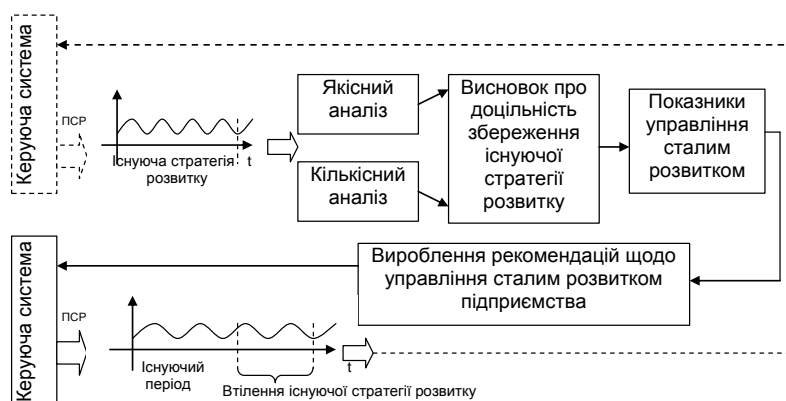 Керуюча система
ПСР
Існуюча стратегія
розвитку
t
Якісний
аналіз
Кількісний
аналіз
Висновок про
доцільність
збереження
існуючої
стратегії
розвитку
Показники
управління
сталим
розвитком
Вироблення рекомендацій щодо
управління сталим розвитком
підприємства
Керуюча система
ПСР
Існуючий
період
t
Втілення існуючої стратегії розвитку